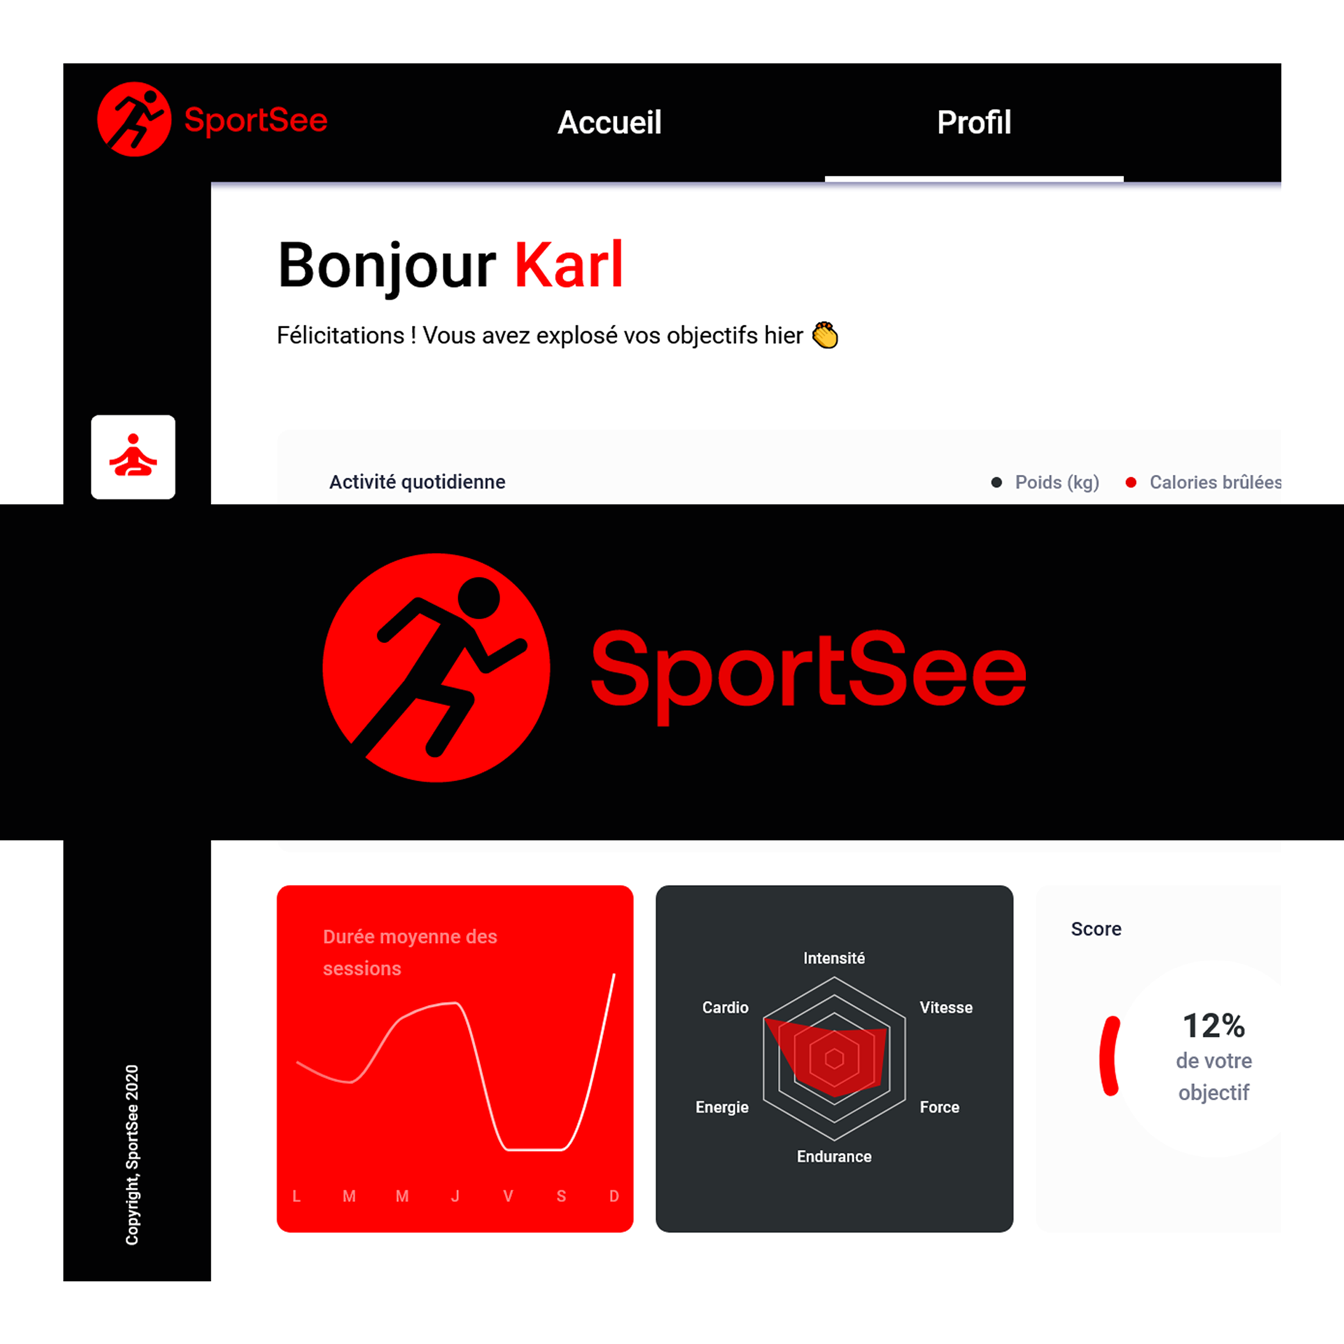 SportSee
Accueil
Profil
Bonjour Karl
Félicitations ! Vous avez explosé vos objectifs hier 👏
Activité quotidienne
Poids (kg)
Calories brûlées
SportSee
Durée moyenne des
sessions
L M M J V S D
Intensité
Cardio
Vitesse
Energie
Force
Endurance
Score
12%
de votre
objectif
Copyright, SportSee 2020